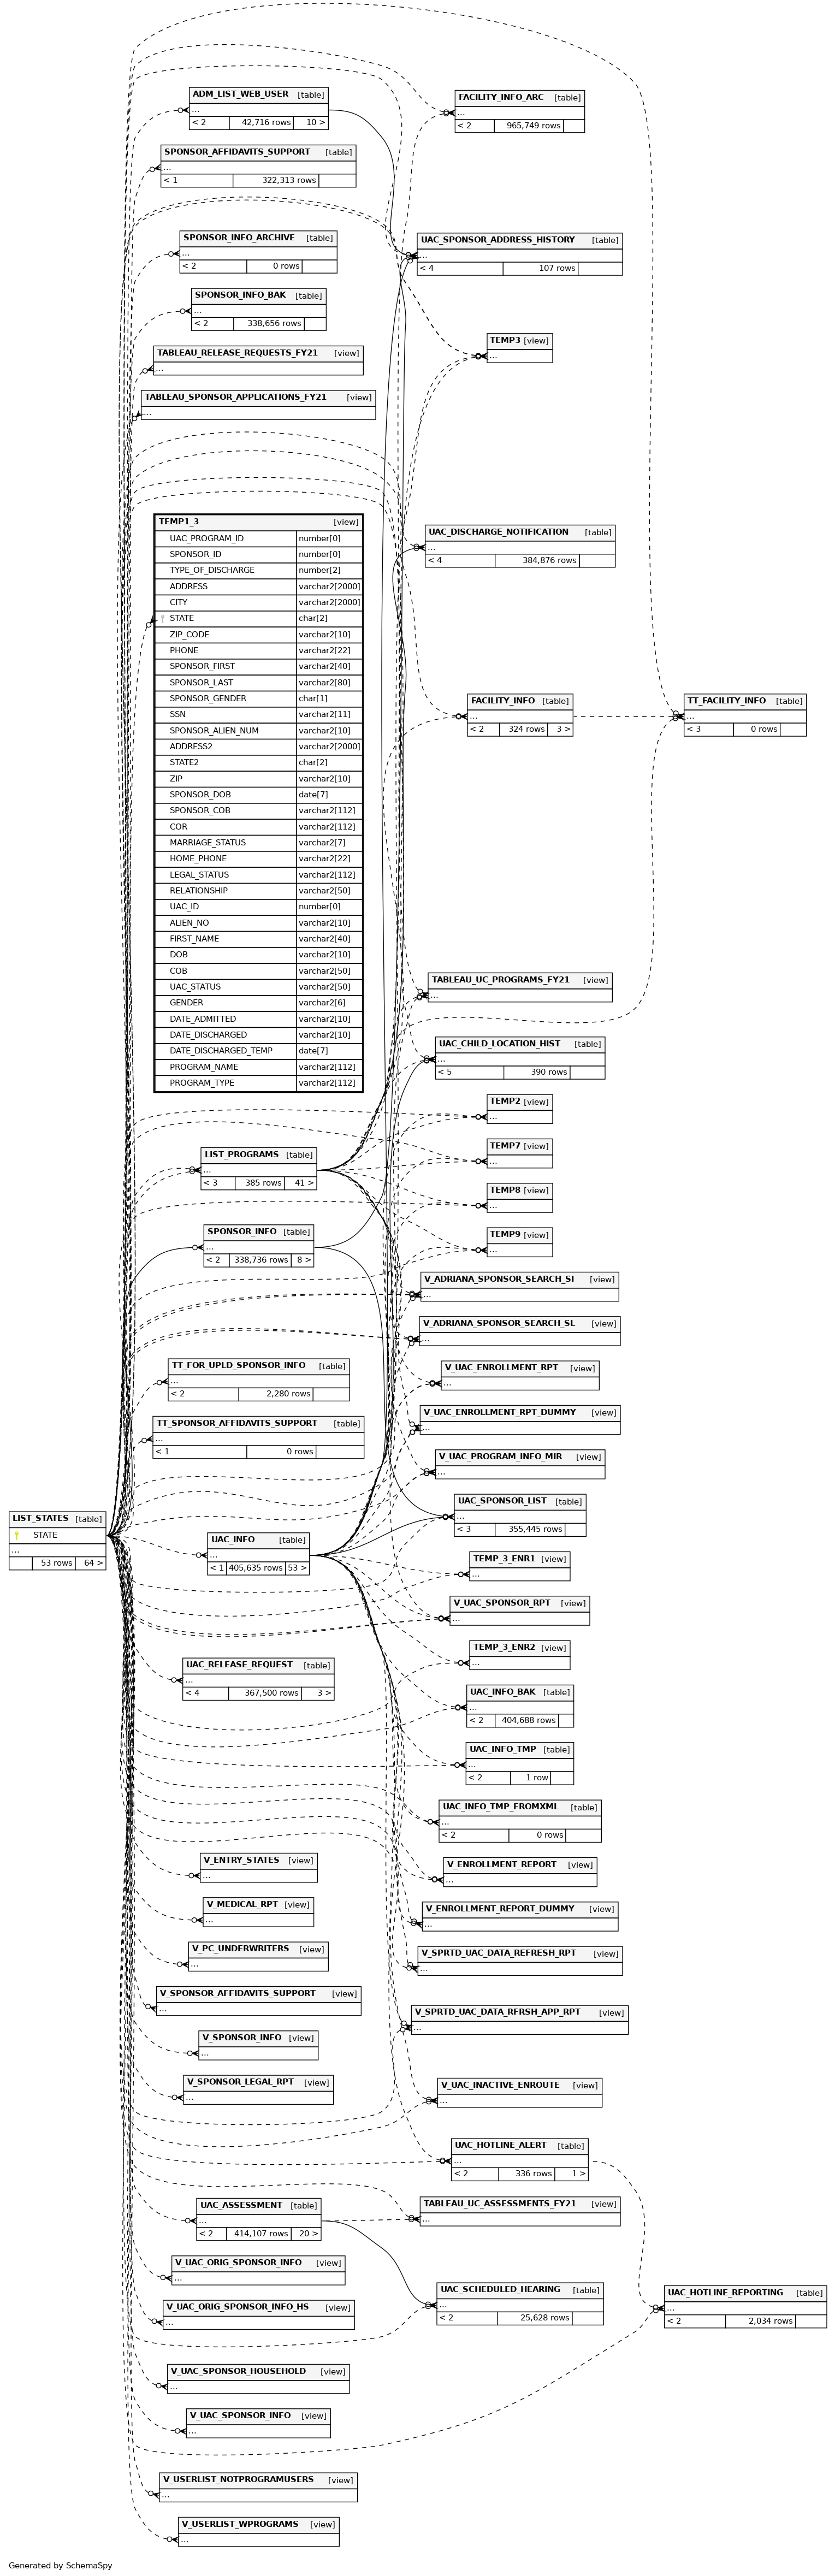 ADM_LIST_WEB_USER [table]
...
< 2 42,716 rows 10 >
FACILITY_INFO_ARC [table]
...
< 2 965,749 rows
SPONSOR_AFFIDAVITS_SUPPORT [table]
...
< 1 322,313 rows
SPONSOR_INFO_ARCHIVE [table]
...
< 2 0 rows
UAC_SPONSOR_ADDRESS_HISTORY [table]
...
< 4 107 rows
SPONSOR_INFO_BAK [table]
...
< 2 338,656 rows
TEMP3 [view]
...
TABLEAU_RELEASE_REQUESTS_FY21 [view]
...
TABLEAU_SPONSOR_APPLICATIONS_FY21 [view]
...
TEMP1_3 [view]
UAC_PROGRAM_ID number[0]
SPONSOR_ID number[0]
TYPE_OF_DISCHARGE number[2]
ADDRESS varchar2[2000]
CITY varchar2[2000]
STATE char[2]
ZIP_CODE varchar2[10]
PHONE varchar2[22]
SPONSOR_FIRST varchar2[40]
SPONSOR_LAST varchar2[80]
SPONSOR_GENDER char[1]
SSN varchar2[11]
SPONSOR_ALIEN_NUM varchar2[10]
ADDRESS2 varchar2[2000]
STATE2 char[2]
ZIP varchar2[10]
SPONSOR_DOB date[7]
SPONSOR_COB varchar2[112]
COR varchar2[112]
MARRIAGE_STATUS varchar2[7]
HOME_PHONE varchar2[22]
LEGAL_STATUS varchar2[112]
RELATIONSHIP varchar2[50]
UAC_ID number[0]
ALIEN_NO varchar2[10]
FIRST_NAME varchar2[40]
DOB varchar2[10]
COB varchar2[50]
UAC_STATUS varchar2[50]
GENDER varchar2[6]
DATE_ADMITTED varchar2[10]
DATE_DISCHARGED varchar2[10]
DATE_DISCHARGED_TEMP date[7]
PROGRAM_NAME varchar2[112]
PROGRAM_TYPE varchar2[112]
UAC_DISCHARGE_NOTIFICATION [table]
...
< 4 384,876 rows
FACILITY_INFO [table]
...
< 2 324 rows 3 >
TT_FACILITY_INFO [table]
...
< 3 0 rows
TABLEAU_UC_PROGRAMS_FY21 [view]
...
UAC_CHILD_LOCATION_HIST [table]
...
< 5 390 rows
TEMP2 [view]
...
TEMP7 [view]
...
LIST_PROGRAMS [table]
...
< 3 385 rows 41 >
TEMP8 [view]
...
SPONSOR_INFO [table]
...
< 2 338,736 rows 8 >
TEMP9 [view]
...
V_ADRIANA_SPONSOR_SEARCH_SI [view]
...
V_ADRIANA_SPONSOR_SEARCH_SL [view]
...
TT_FOR_UPLD_SPONSOR_INFO [table]
...
< 2 2,280 rows
V_UAC_ENROLLMENT_RPT [view]
...
TT_SPONSOR_AFFIDAVITS_SUPPORT [table]
...
< 1 0 rows
V_UAC_ENROLLMENT_RPT_DUMMY [view]
...
V_UAC_PROGRAM_INFO_MIR [view]
...
LIST_STATES [table]
STATE
...
53 rows 64 >
UAC_SPONSOR_LIST [table]
...
< 3 355,445 rows
UAC_INFO [table]
...
< 1 405,635 rows 53 >
TEMP_3_ENR1 [view]
...
V_UAC_SPONSOR_RPT [view]
...
TEMP_3_ENR2 [view]
...
UAC_RELEASE_REQUEST [table]
...
< 4 367,500 rows 3 >
UAC_INFO_BAK [table]
...
< 2 404,688 rows
UAC_INFO_TMP [table]
...
< 2 1 row
UAC_INFO_TMP_FROMXML [table]
...
< 2 0 rows
V_ENTRY_STATES [view]
...
V_ENROLLMENT_REPORT [view]
...
V_MEDICAL_RPT [view]
...
V_ENROLLMENT_REPORT_DUMMY [view]
...
V_PC_UNDERWRITERS [view]
...
V_SPRTD_UAC_DATA_REFRESH_RPT [view]
...
V_SPONSOR_AFFIDAVITS_SUPPORT [view]
...
V_SPRTD_UAC_DATA_RFRSH_APP_RPT [view]
...
V_SPONSOR_INFO [view]
...
V_SPONSOR_LEGAL_RPT [view]
...
V_UAC_INACTIVE_ENROUTE [view]
...
UAC_HOTLINE_ALERT [table]
...
< 2 336 rows 1 >
UAC_ASSESSMENT [table]
...
< 2 414,107 rows 20 >
TABLEAU_UC_ASSESSMENTS_FY21 [view]
...
V_UAC_ORIG_SPONSOR_INFO [view]
...
UAC_SCHEDULED_HEARING [table]
...
< 2 25,628 rows
UAC_HOTLINE_REPORTING [table]
...
< 2 2,034 rows
V_UAC_ORIG_SPONSOR_INFO_HS [view]
...
V_UAC_SPONSOR_HOUSEHOLD [view]
...
V_UAC_SPONSOR_INFO [view]
...
V_USERLIST_NOTPROGRAMUSERS [view]
...
V_USERLIST_WPROGRAMS [view]
...
Generated by SchemaSpy